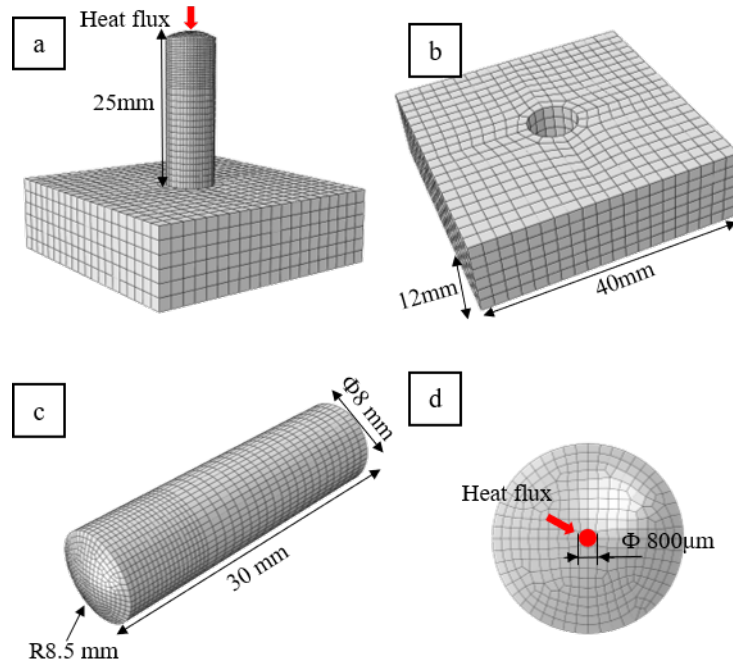 a
Heat flux
25mm
b
12mm
40mm
c
Φ8 mm
30 mm
R8.5 mm
d
Heat flux
Φ 800μm